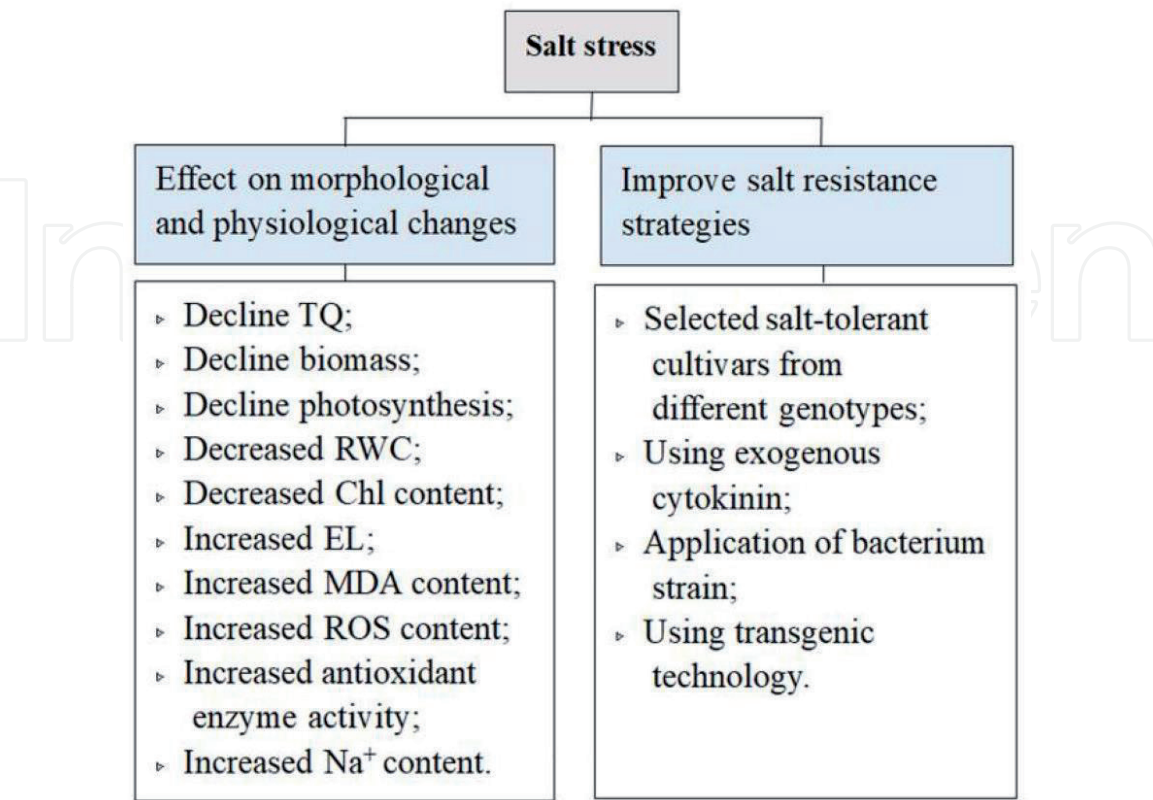 Salt stress
Effect on morphological
and physiological changes
Decline TQ;
Decline biomass;
Decline photosynthesis;
Decreased RWC;
Decreased Chl content;
Increased EL;
Increased MDA content;
Increased ROS content;
Increased antioxidant
enzyme activity;
Increased Na⁺ content.
Improve salt resistance
strategies
Selected salt-tolerant
cultivars from
different genotypes;
Using exogenous
cytokinin;
Application of bacterium
strain;
Using transgenic
technology.